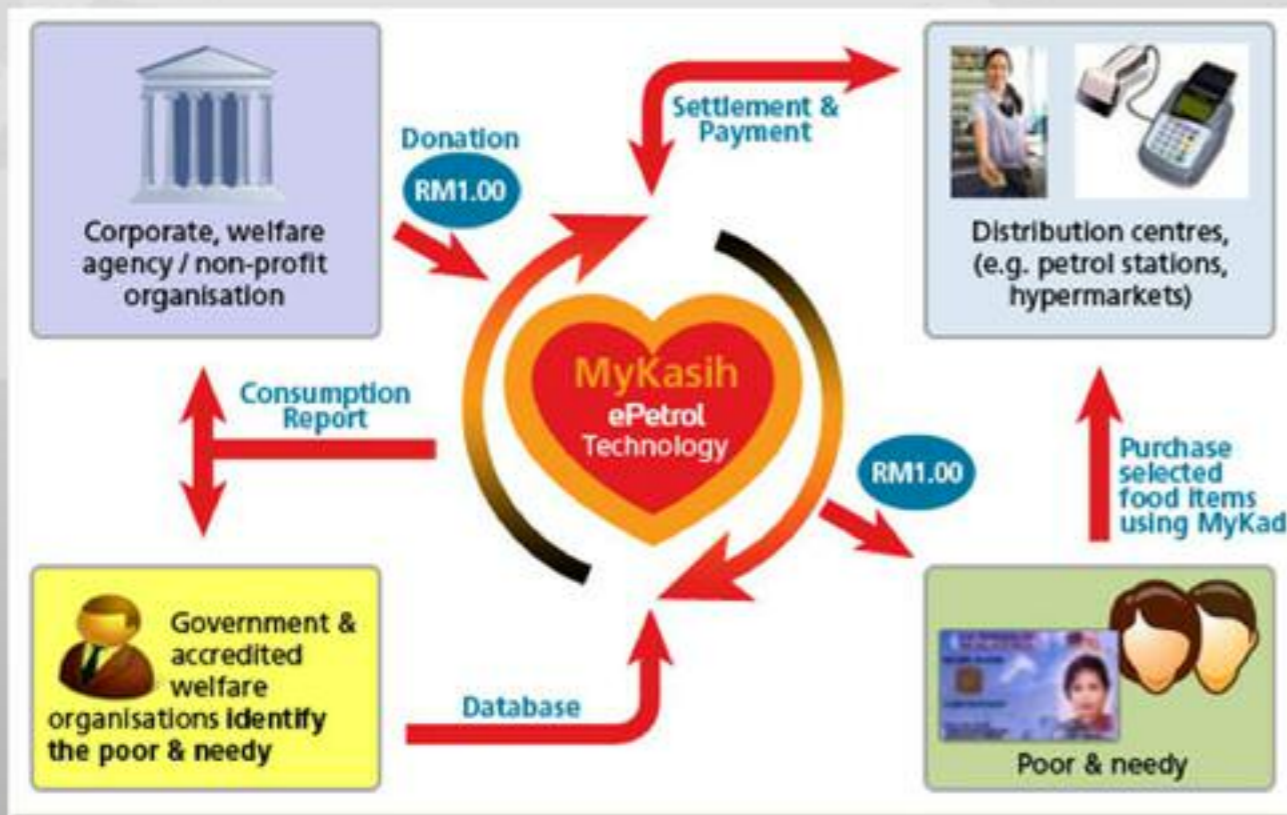 Corporate, welfare
agency / non-profit
organisation
Donation
RM1.00
Settlement &
Payment
Distribution centres,
(e.g. petrol stations,
hypermarkets)
Consumption
Report
MyKasih
ePetrol
Technology
RM1.00
Purchase
selected
food items
using MyKad
Government &
accredited
welfare
organisations identify
the poor & needy
Database
Poor & needy